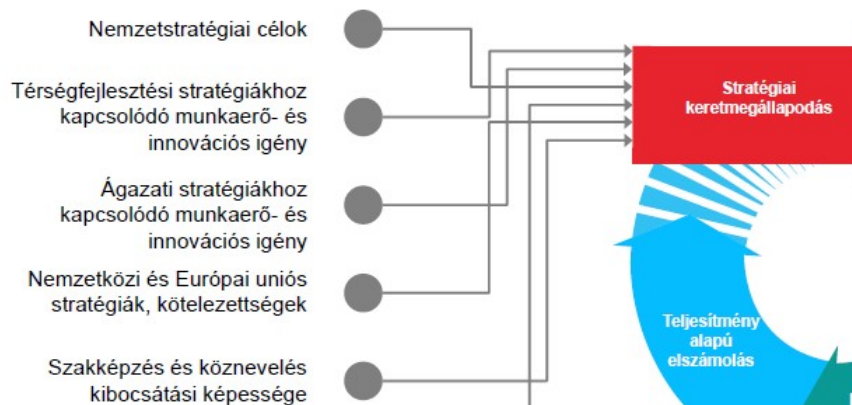 Nemzetstratégiai célok
Térségfejlesztési stratégiákhoz
kapcsolódó munkaerő- és
innovációs igény
Ágazati stratégiákhoz
kapcsolódó munkaerő- és
innovációs igény
Nemzetközi és Európai uniós
stratégiák, kötelezettségek
Szakképzés és köznevelés
kibocsátási képessége
Stratégiai
keretmegállapodás
Teljesítmény
alapú
elszámolás